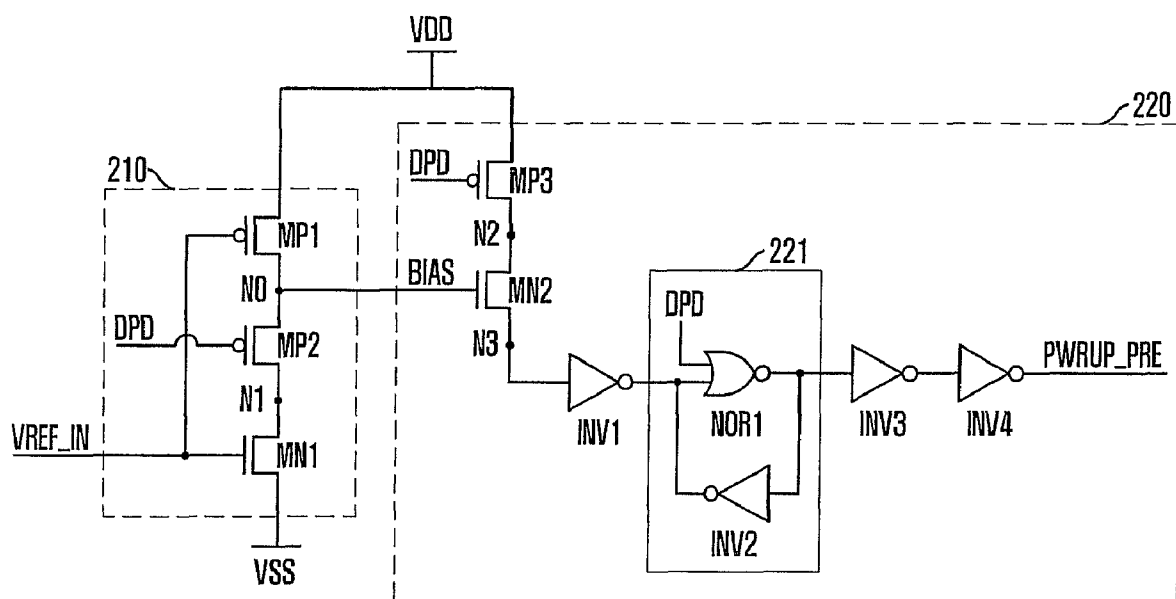 VDD
220
210
DPD
MP3
MP1
N2
N0
BIAS
MN2
221
DPD
MP2
N3
DPD
PWRUP_PRE
N1
NOR1
VREF_IN
MN1
INV1
INV3
INV4
INV2
VSS